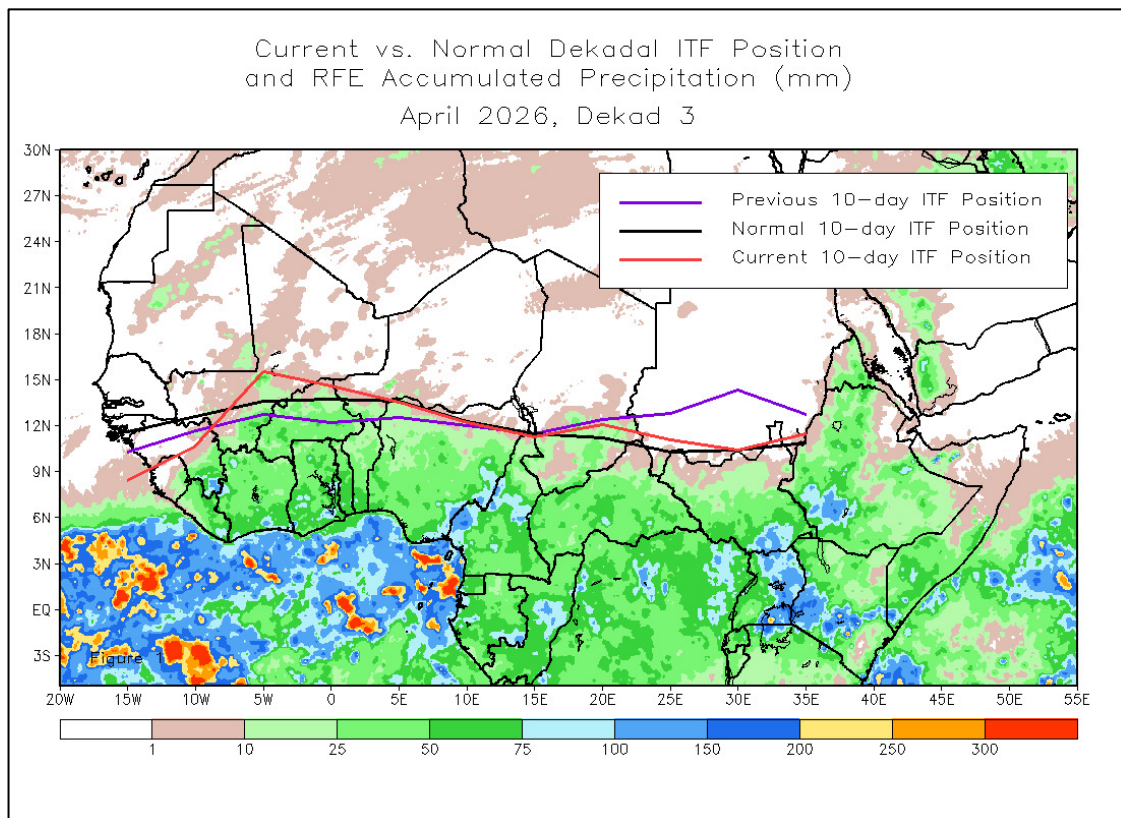 Current vs. Normal Dekadal ITF Position
and RFE Accumulated Precipitation (mm)
April 2026, Dekad 3
Previous 10-day ITF Position
Normal 10-day ITF Position
Current 10-day ITF Position
30N
27N
24N
21N
18N
15N
12N
9N
6N
3N
EQ
3S
Figure 1
20W 15W 10W 5W 0 5E 10E 15E 20E 25E 30E 35E 40E 45E 50E 55E
1 10 25 50 75 100 150 200 250 300